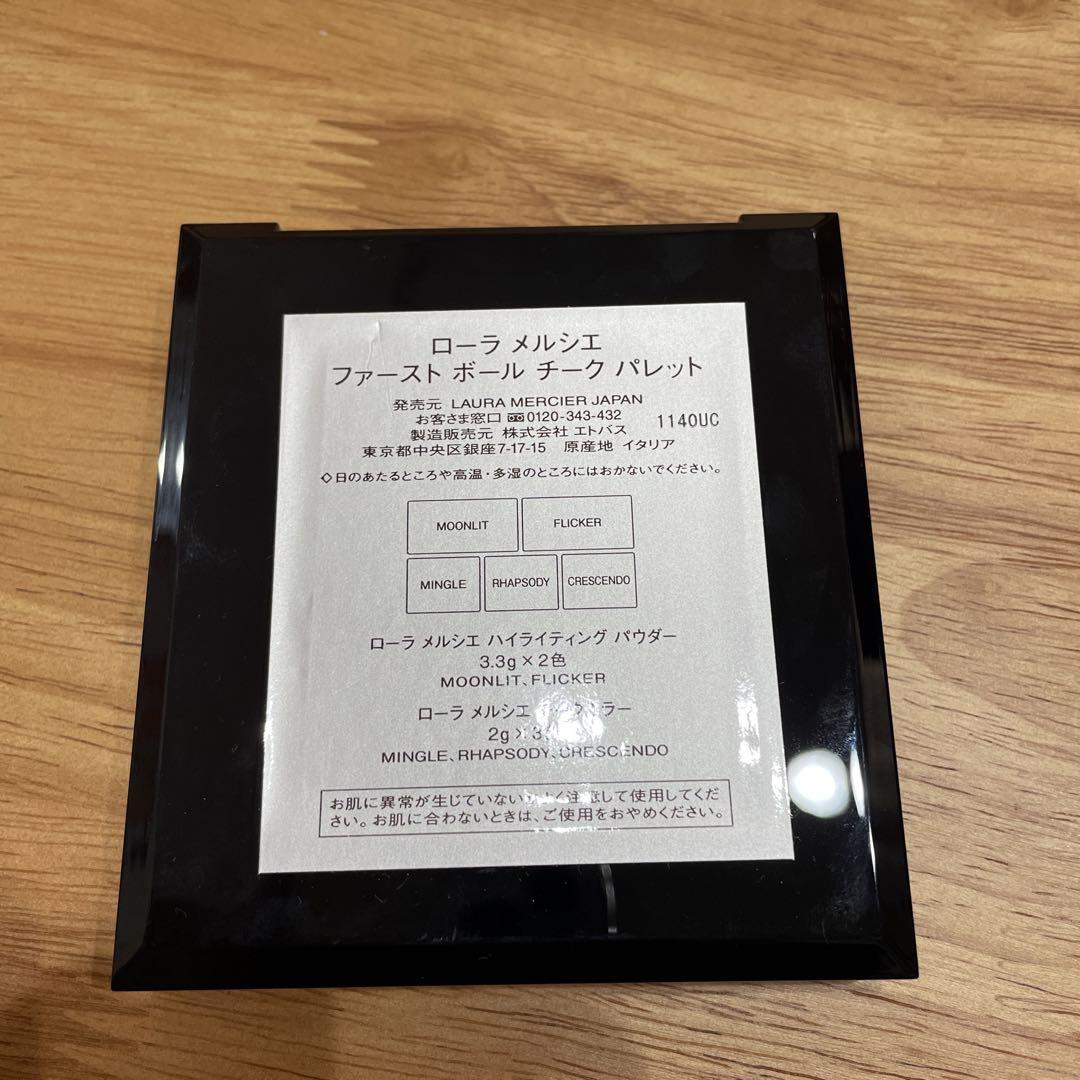 ローラ メルシエ
ファースト ボール チーク パレット
発売元 LAURA MERCIER JAPAN
お客さま窓口 0120-343-432
1140UC
製造販売元 株式会社 エトバス
東京都中央区銀座7-17-15 原産地 イタリア
◇日のあたるところや高温・多湿のところにはおかないでください。
MOONLIT FLICKER
MINGLE RHAPSODY CRESCENDO
ローラ メルシエ ハイライティング パウダー
3.3g×2色
MOONLIT、FLICKER
ローラ メルシエ
2g×3
MINGLE、RHAPSODY、CRESCENDO
お肌に異常が生じていないか よく注意して使用してくだ
さい。お肌に合わないときは、ご使用をおやめください。